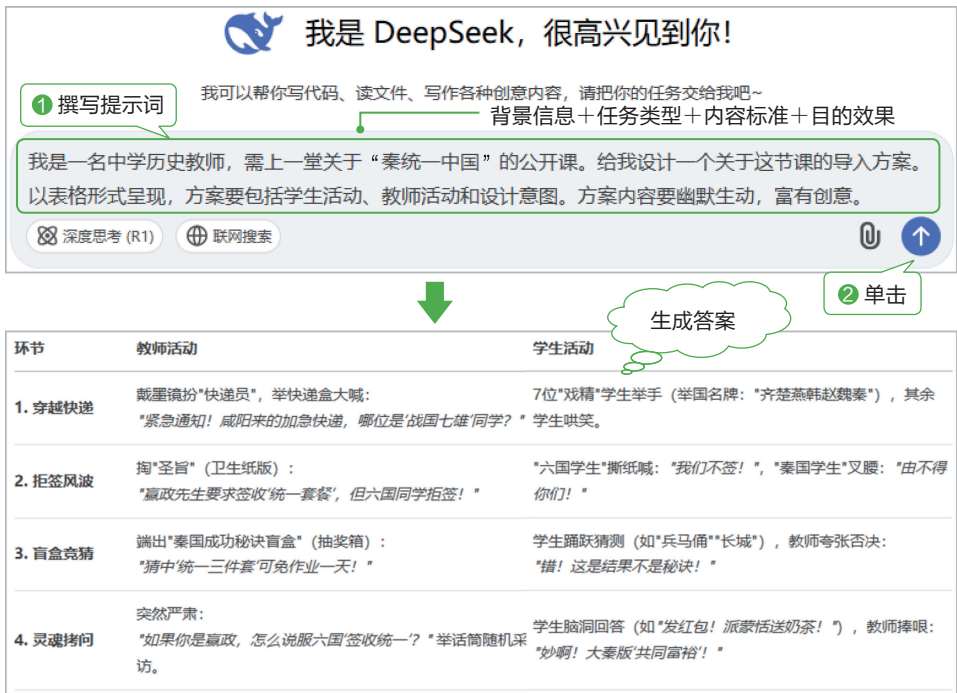 我是 DeepSeek，很高兴见到你！
我可以帮你写代码、读文件、写作各种创意内容，请把你的任务交给我吧~
1 撰写提示词
背景信息＋任务类型＋内容标准＋目的效果
我是一名中学历史教师，需上一堂关于“秦统一中国”的公开课。给我设计一个关于这节课的导入方案。
以表格形式呈现，方案要包括学生活动、教师活动和设计意图。方案内容要幽默生动，富有创意。
深度思考 (R1) 联网搜索
2 单击
生成答案
环节 教师活动 学生活动
1. 穿越快递
戴墨镜扮"快递员"，举快递盒大喊：
"紧急通知！咸阳来的加急快递，哪位是'战国七雄'同学？"
7位"戏精"学生举手（举国名牌："齐楚燕韩赵魏秦"），其余
学生哄笑。
2. 拒签风波
掏"圣旨"（卫生纸版）：
"嬴政先生要求签收'统一套餐'，但六国同学拒签！"
"六国学生"撕纸喊："我们不签！"，"秦国学生"叉腰："由不得
你们！"
3. 盲盒竞猜
端出"秦国成功秘诀盲盒"（抽奖箱）：
"猜中'统一三件套'可免作业一天！"
学生踊跃猜测（如"兵马俑""长城"），教师夸张否决：
"错！这是结果不是秘诀！"
4. 灵魂拷问
突然严肃：
"如果你是嬴政，怎么说服六国'签收统一'？"举话筒随机采
访。
学生脑洞回答（如"发红包！派蒙恬送奶茶！"），教师捧哏：
"妙啊！大秦版'共同富裕'！"